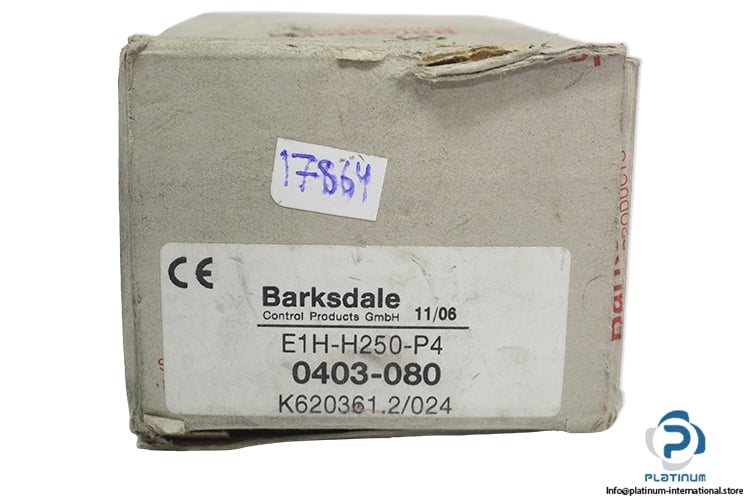 17864
CE
Barksdale
Control Products GmbH 11/06
E1H-H250-P4
0403-080
K620361.2/024
PLATINUM
Info@platinum-international.store